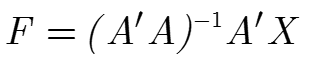 F = (A′A)⁻¹A′X